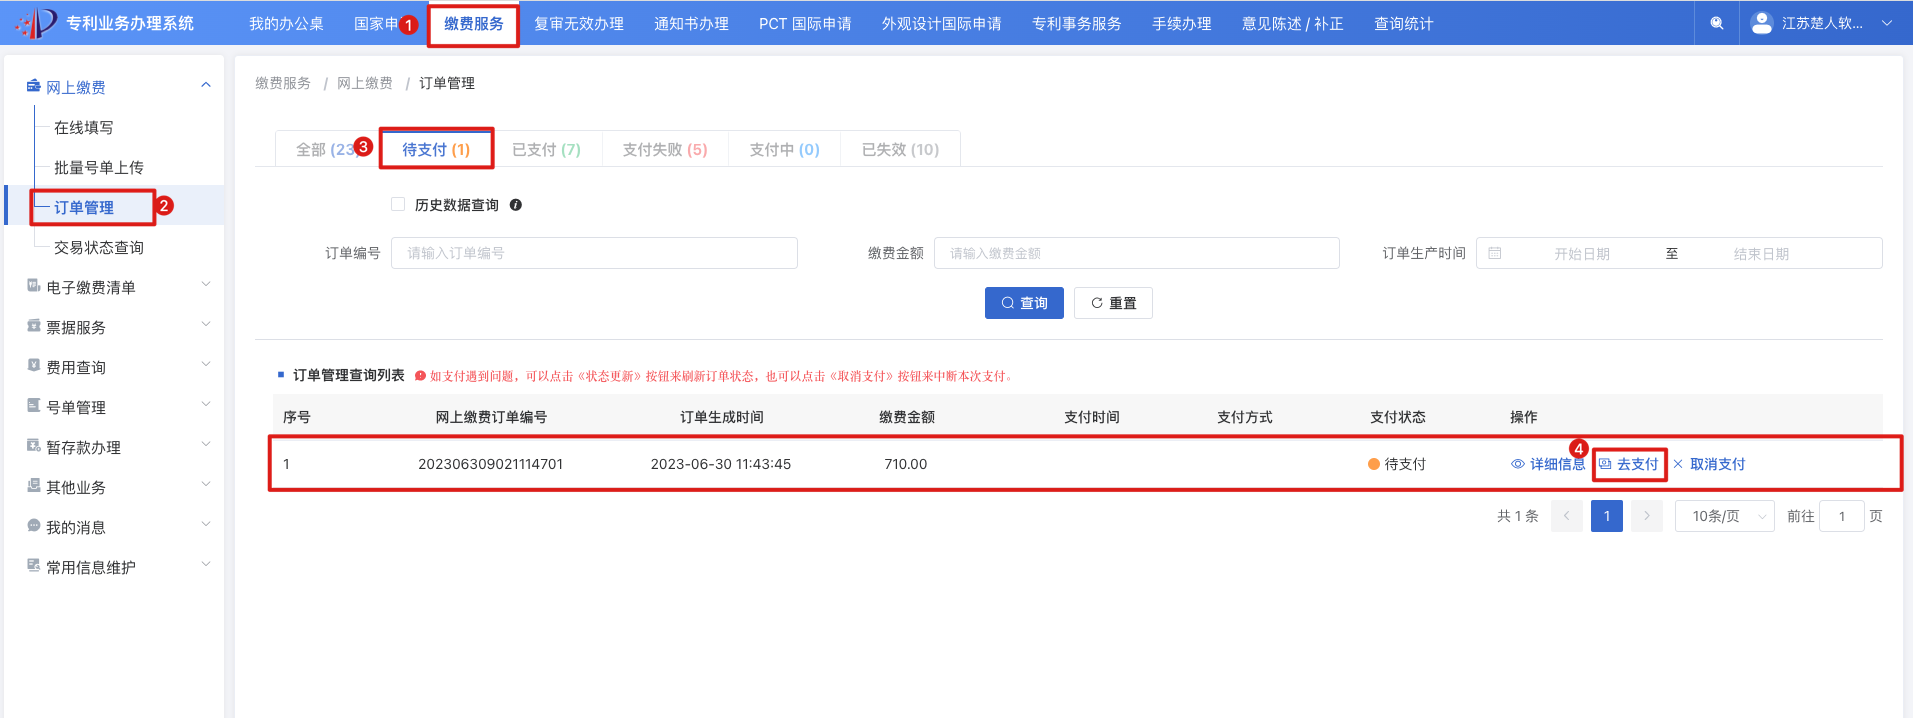 专利业务办理系统 我的办公桌 国家申 1 缴费服务 复审无效办理 通知书办理 PCT 国际申请 外观设计国际申请 专利事务服务 手续办理 意见陈述 / 补正 查询统计 江苏楚人软...
网上缴费
在线填写
批量号单上传
订单管理 2
交易状态查询
电子缴费清单
票据服务
费用查询
号单管理
暂存款办理
其他业务
我的消息
常用信息维护
缴费服务 / 网上缴费 / 订单管理
全部 (23 3 待支付 (1) 已支付 (7) 支付失败 (5) 支付中 (0) 已失效 (10)
历史数据查询
订单编号 请输入订单编号 缴费金额 请输入缴费金额 订单生产时间 开始日期 至 结束日期
查询 重置
订单管理查询列表 如支付遇到问题，可以点击《状态更新》按钮来刷新订单状态，也可以点击《取消支付》按钮来中断本次支付。
序号 网上缴费订单编号 订单生成时间 缴费金额 支付时间 支付方式 支付状态 操作
4
1 202306309021114701 2023-06-30 11:43:45 710.00 待支付 详细信息 去支付 取消支付
共 1 条 1 10条/页 前往 1 页